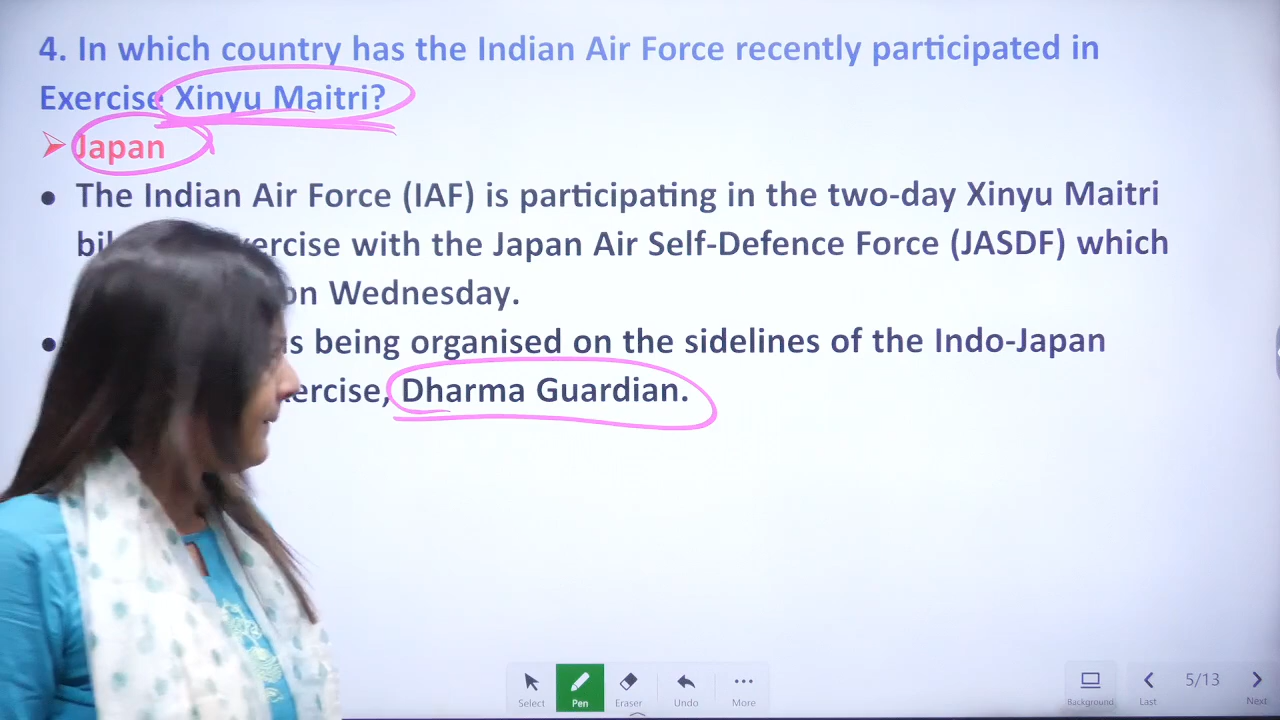 4. In which country has the Indian Air Force recently participated in
Exercise Xinyu Maitri?
Japan
The Indian Air Force (IAF) is participating in the two-day Xinyu Maitri
exercise with the Japan Air Self-Defence Force (JASDF) which
on Wednesday.
being organised on the sidelines of the Indo-Japan
Dharma Guardian.
Select
Pen
Eraser
Undo
More
Background
Last
5/13
Next